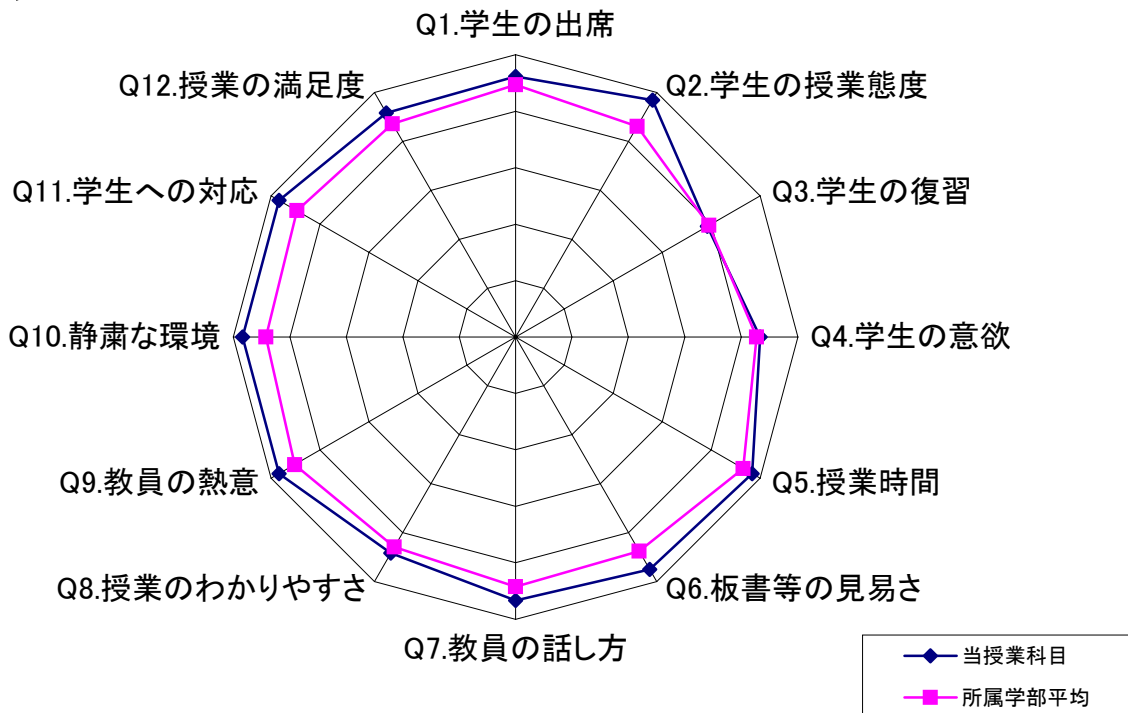 Q1.学生の出席
Q2.学生の授業態度
Q3.学生の復習
Q4.学生の意欲
Q5.授業時間
Q6.板書等の見易さ
Q7.教員の話し方
Q8.授業のわかりやすさ
Q9.教員の熱意
Q10.静粛な環境
Q11.学生への対応
Q12.授業の満足度
当授業科目
所属学部平均